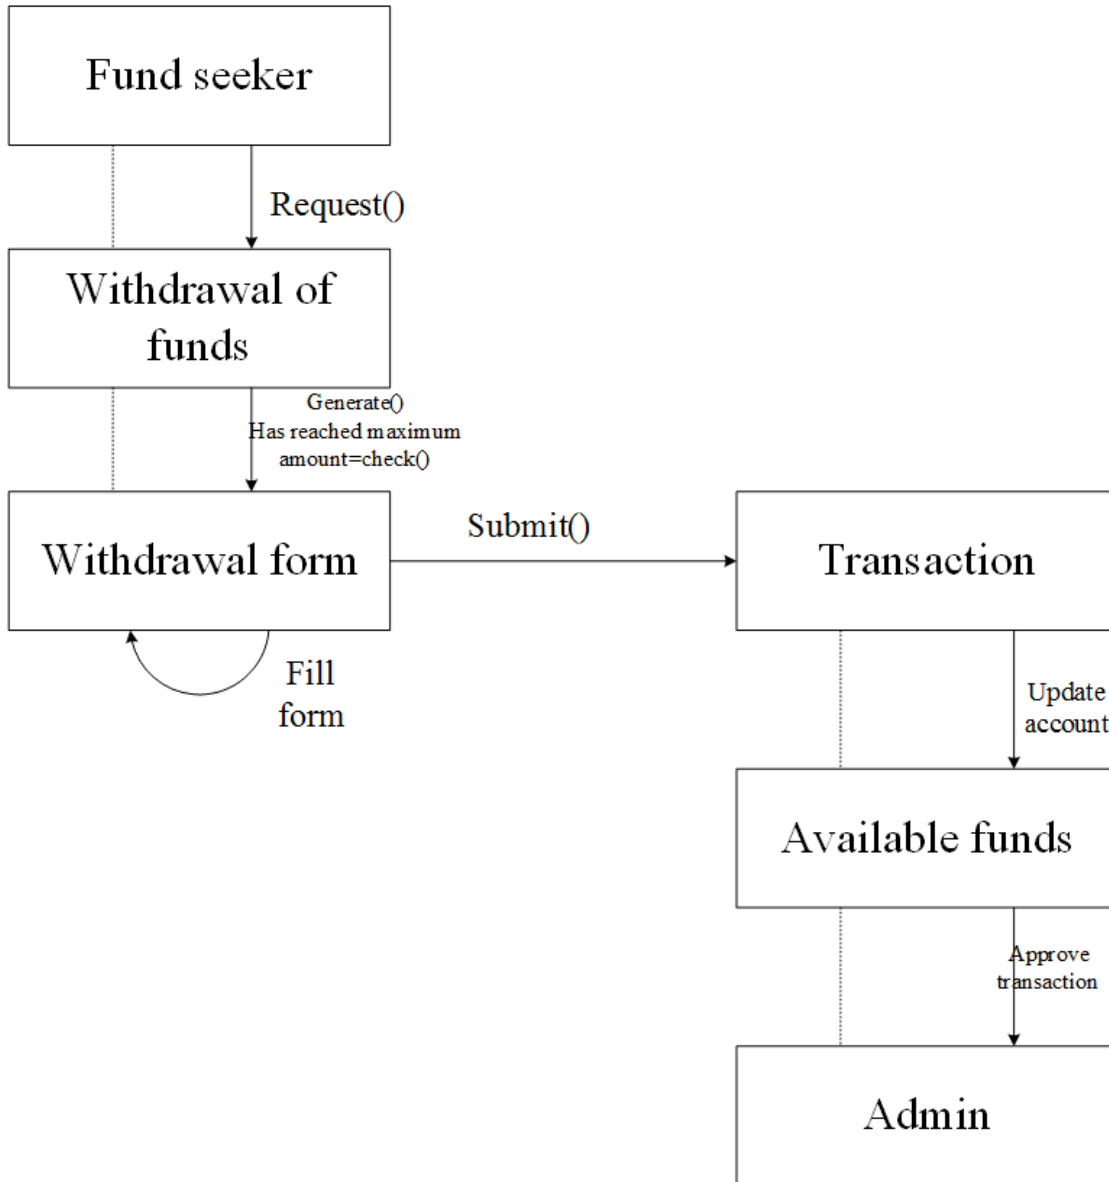 Fund seeker
Request()
Withdrawal of
funds
Generate()
Has reached maximum
amount=check()
Withdrawal form
Submit()
Transaction
Fill
form
Update
account
Available funds
Approve
transaction
Admin